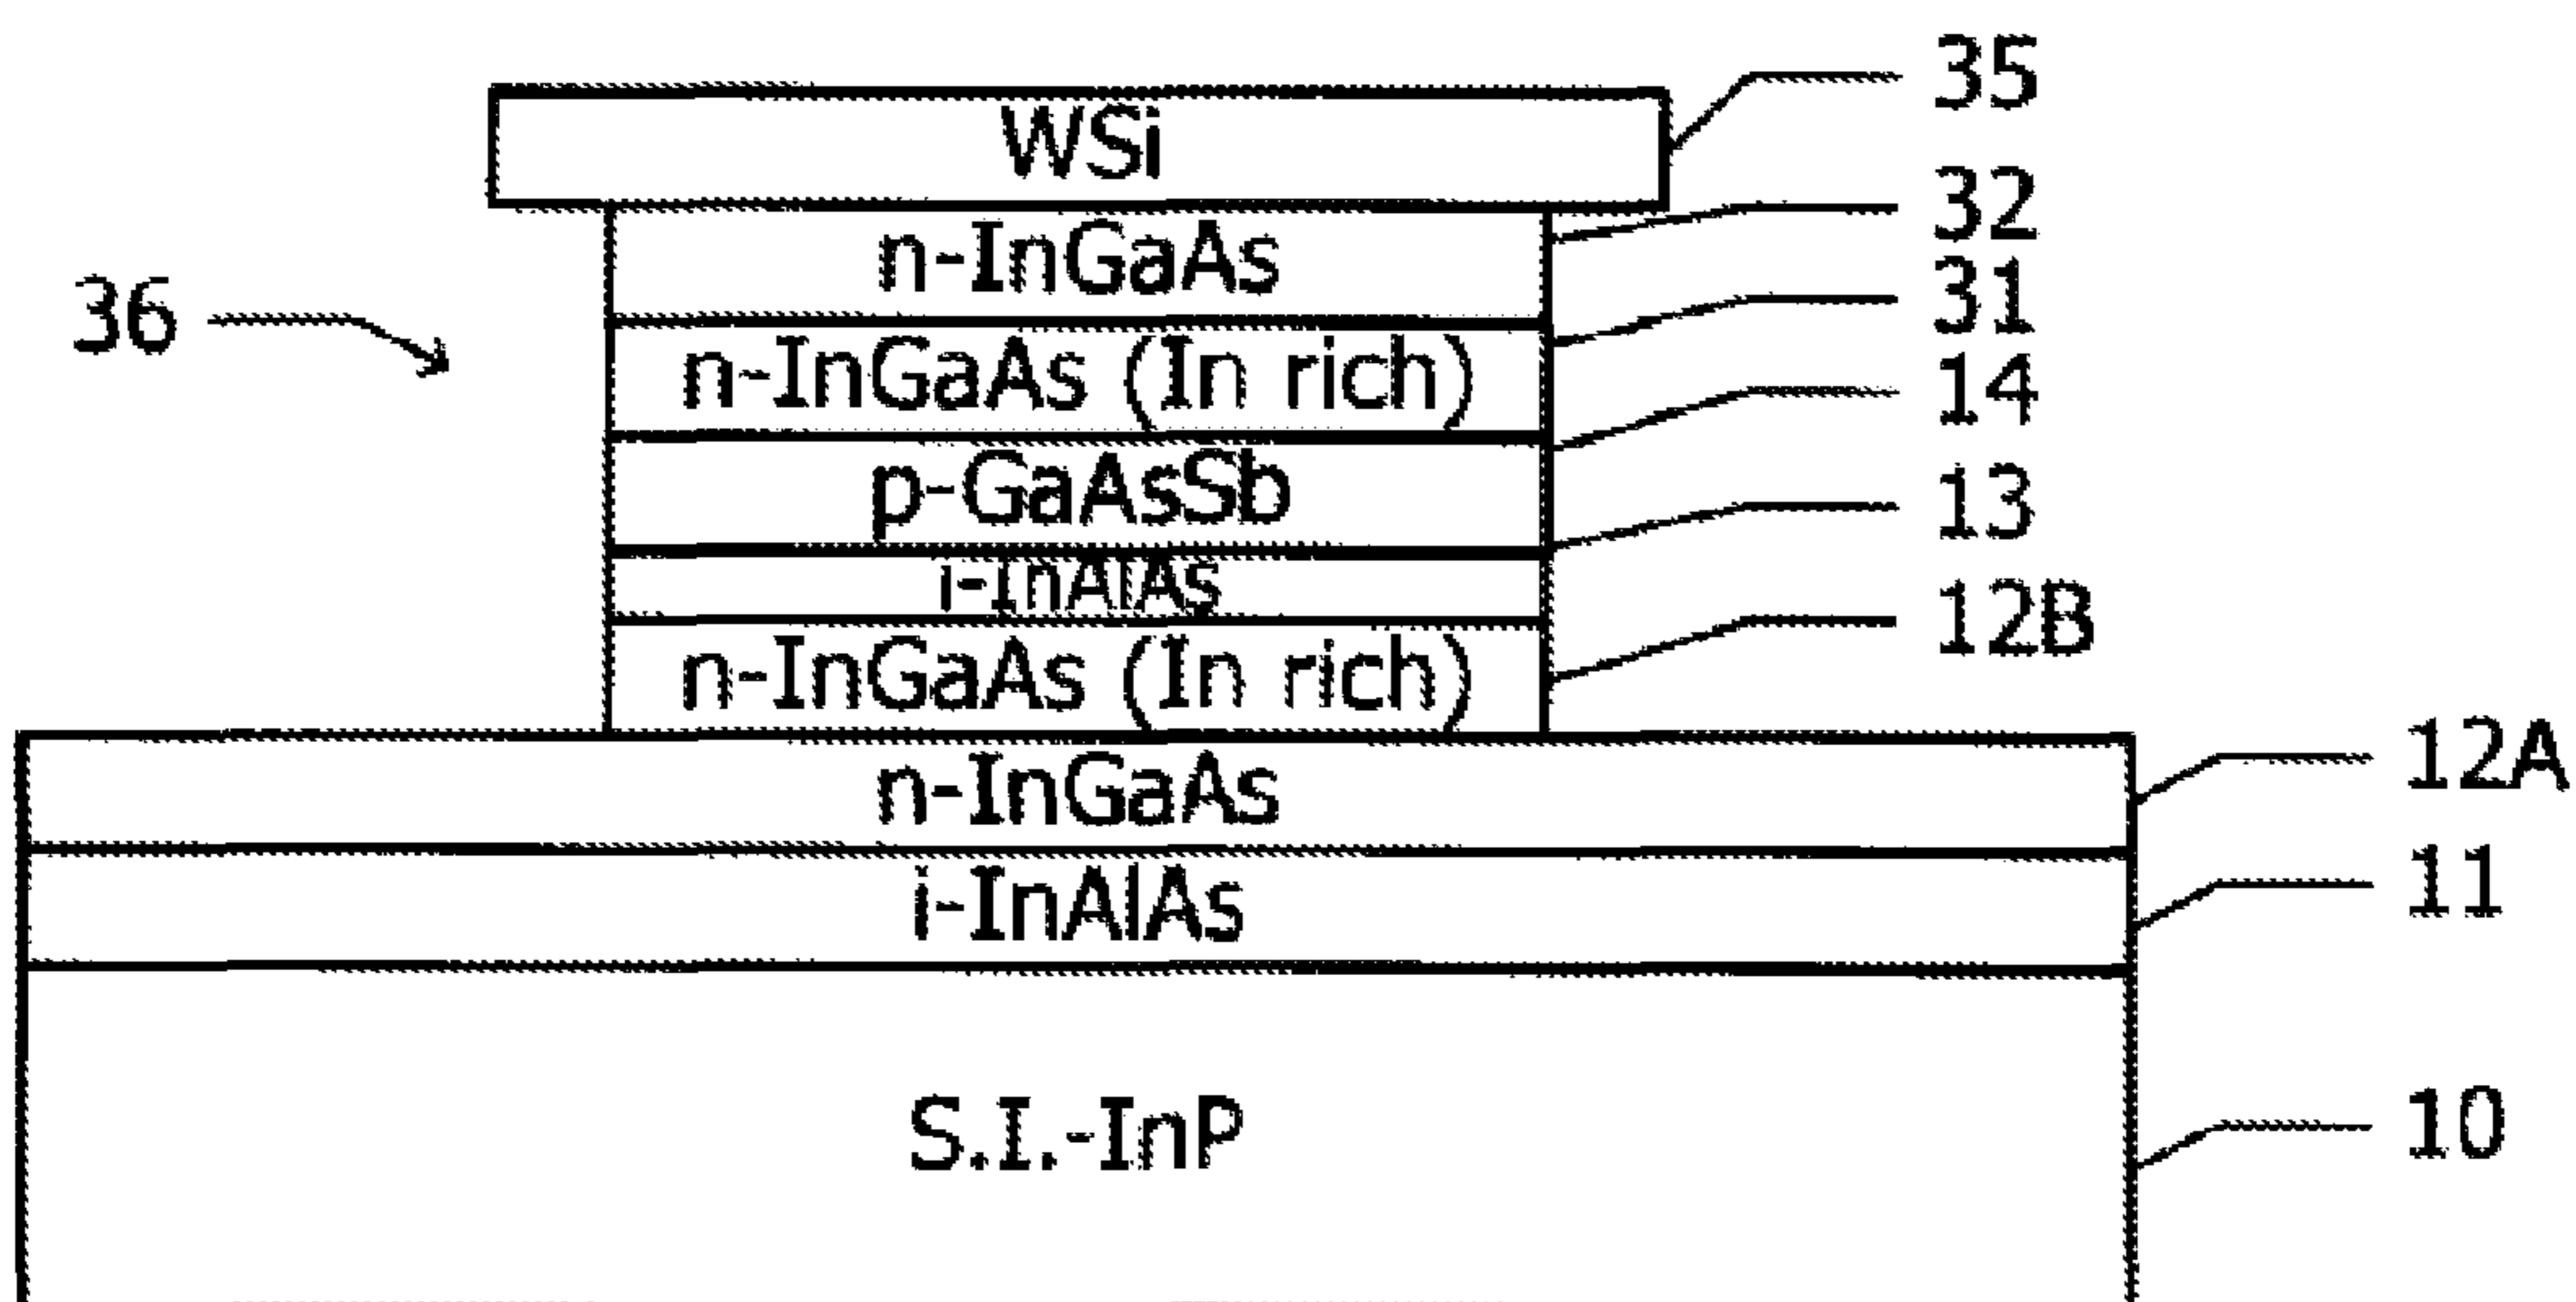 35
WSi
32
n-InGaAs
36
31
n-InGaAs (In rich)
14
p-GaAsSb
13
i-InAlAs
12B
n-InGaAs (In rich)
12A
n-InGaAs
11
i-InAlAs
10
S.I.-InP